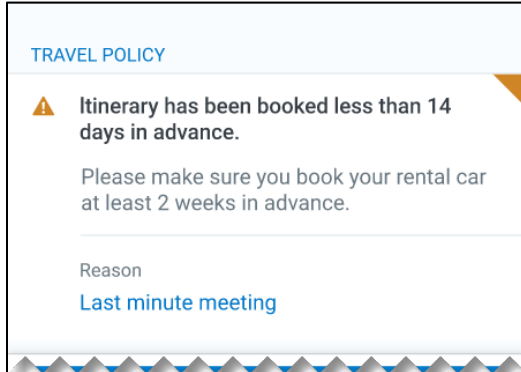 TRAVEL POLICY
Itinerary has been booked less than 14
days in advance.
Please make sure you book your rental car
at least 2 weeks in advance.
Reason
Last minute meeting